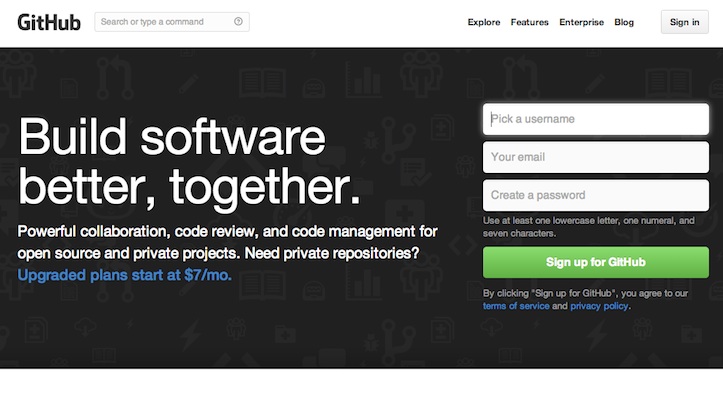 GitHub
Search or type a command
Explore
Features
Enterprise
Blog
Sign in
Build software
better, together.
Powerful collaboration, code review, and code management for
open source and private projects. Need private repositories?
Upgraded plans start at $7/mo.
Pick a username
Your email
Create a password
Use at least one lowercase letter, one numeral, and
seven characters.
Sign up for GitHub
By clicking "Sign up for GitHub", you agree to our
terms of service and privacy policy.